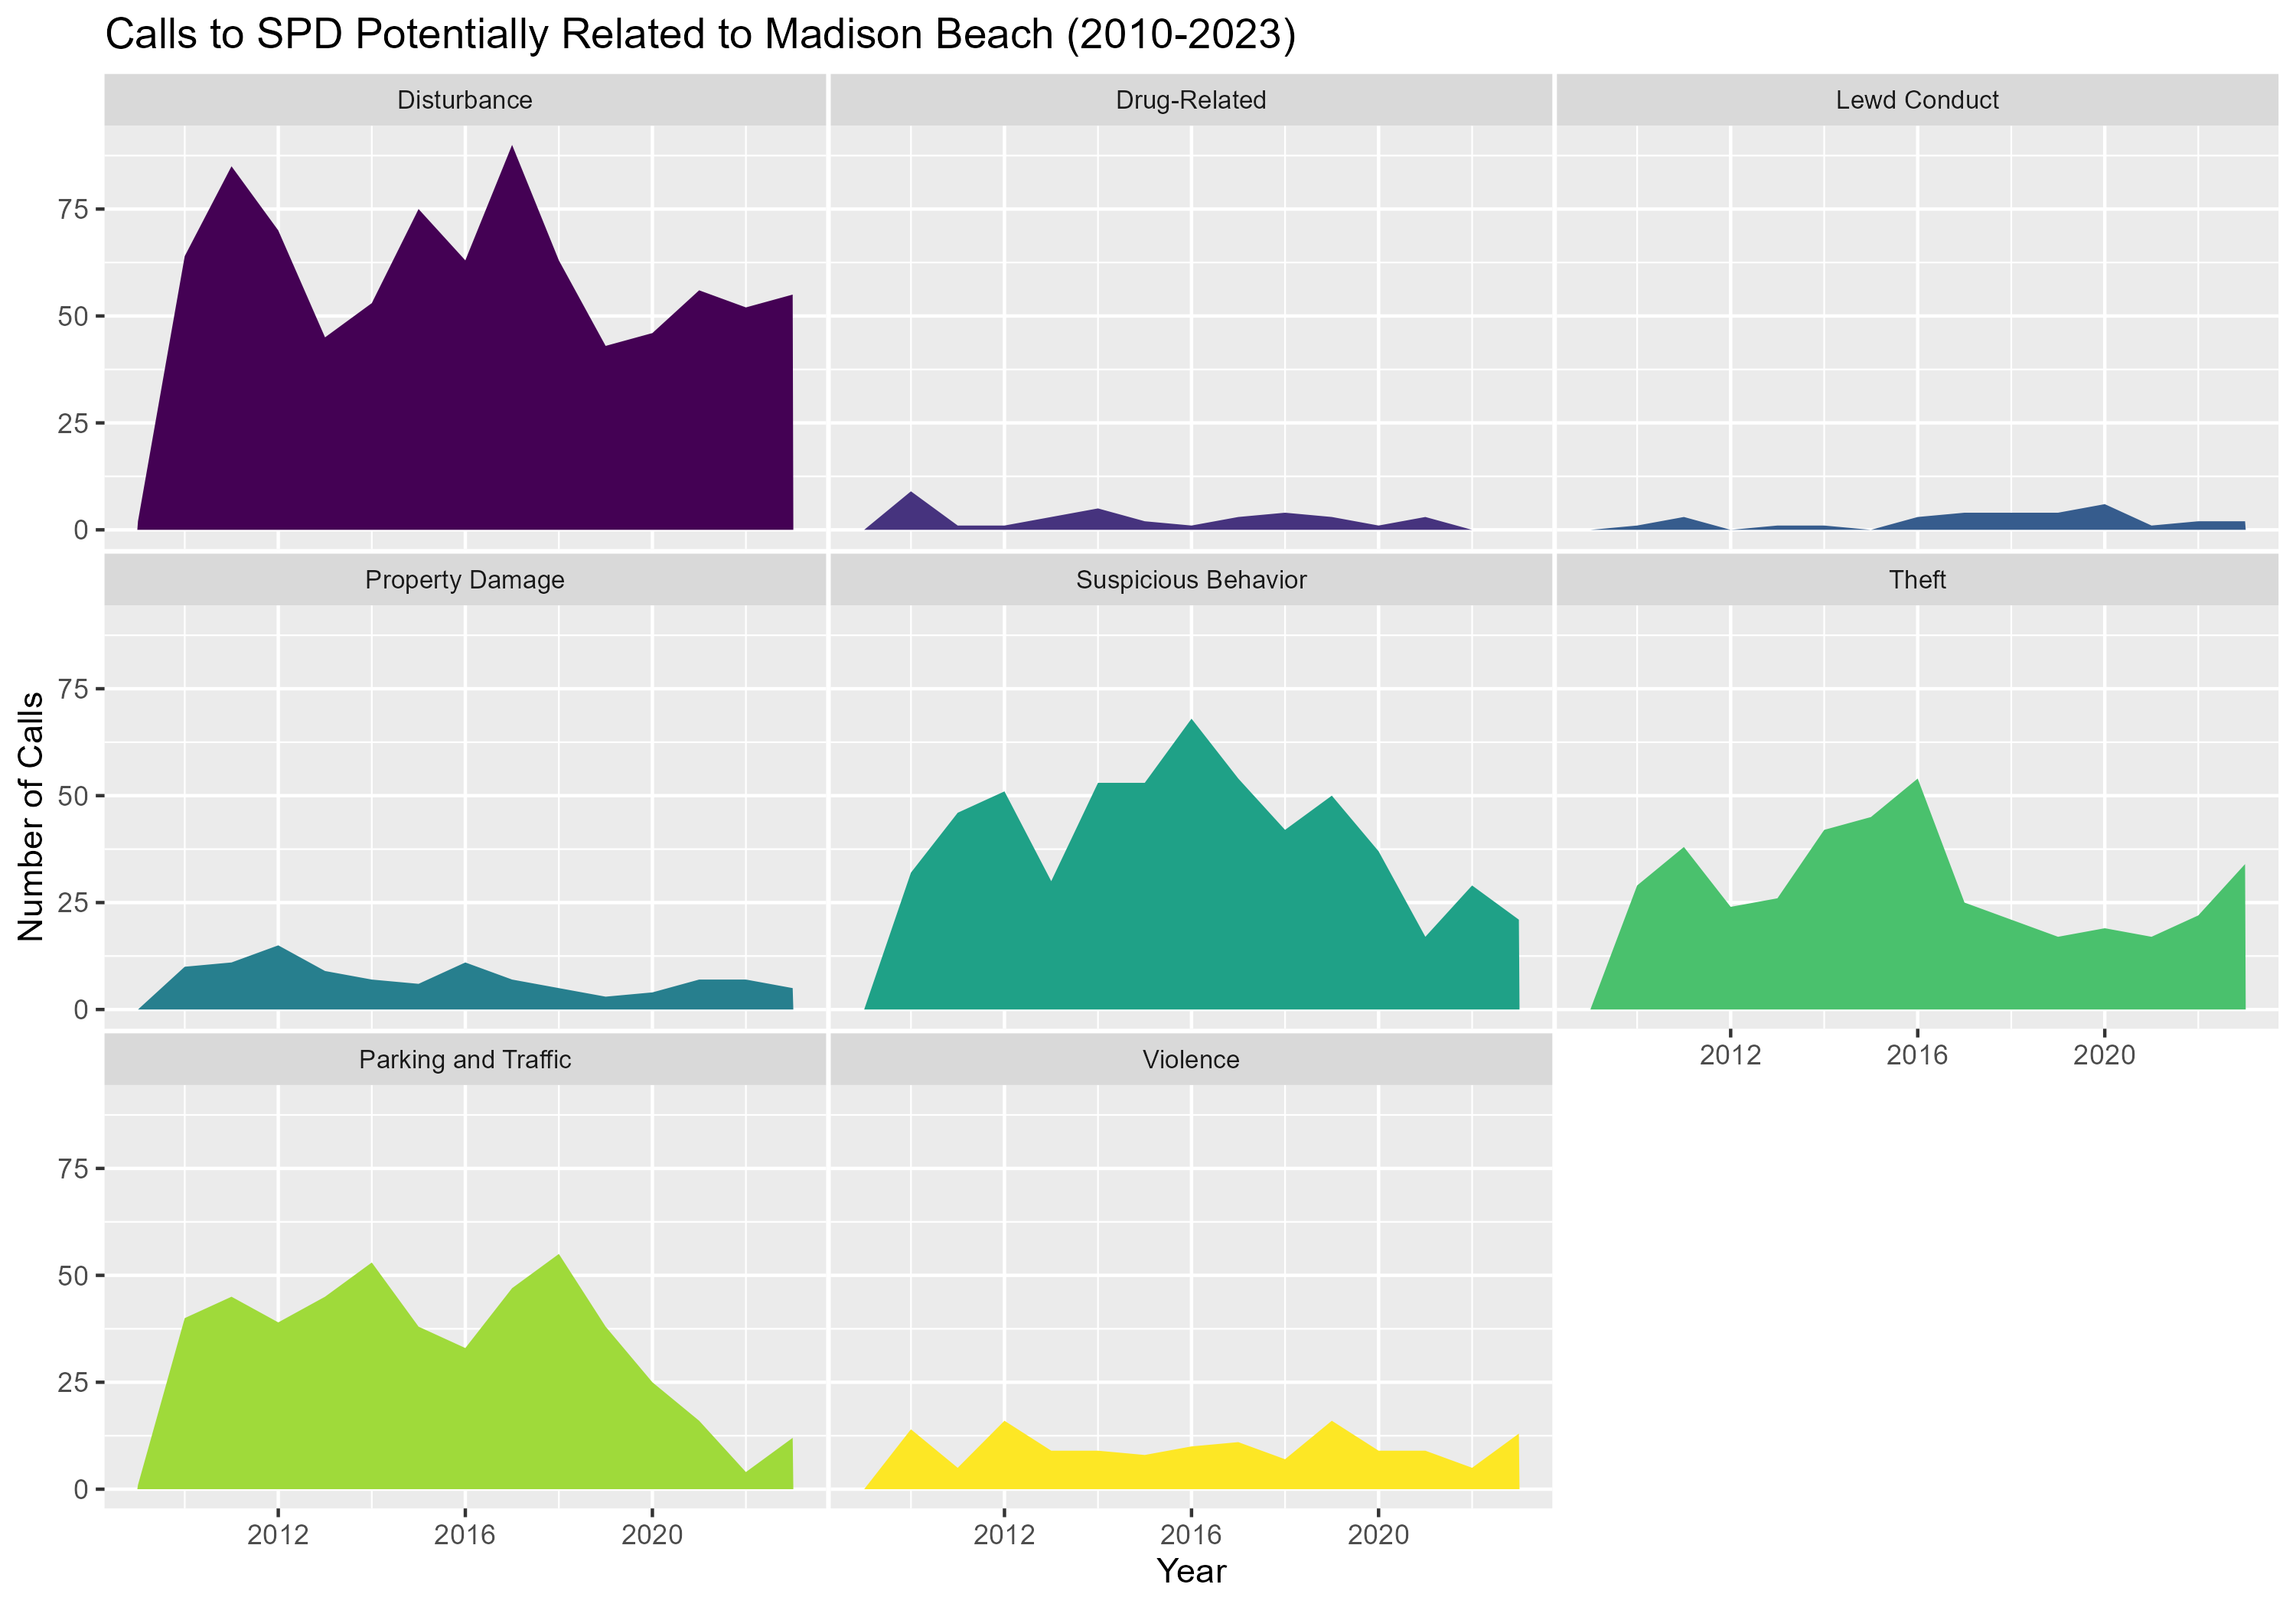 Calls to SPD Potentially Related to Madison Beach (2010-2023)
Disturbance
Drug-Related
Lewd Conduct
75
50
25
0
Property Damage
Suspicious Behavior
Theft
75
50
25
0
2012 2016 2020
Parking and Traffic
Violence
75
50
25
0
2012 2016 2020
2012 2016 2020
Number of Calls
Year